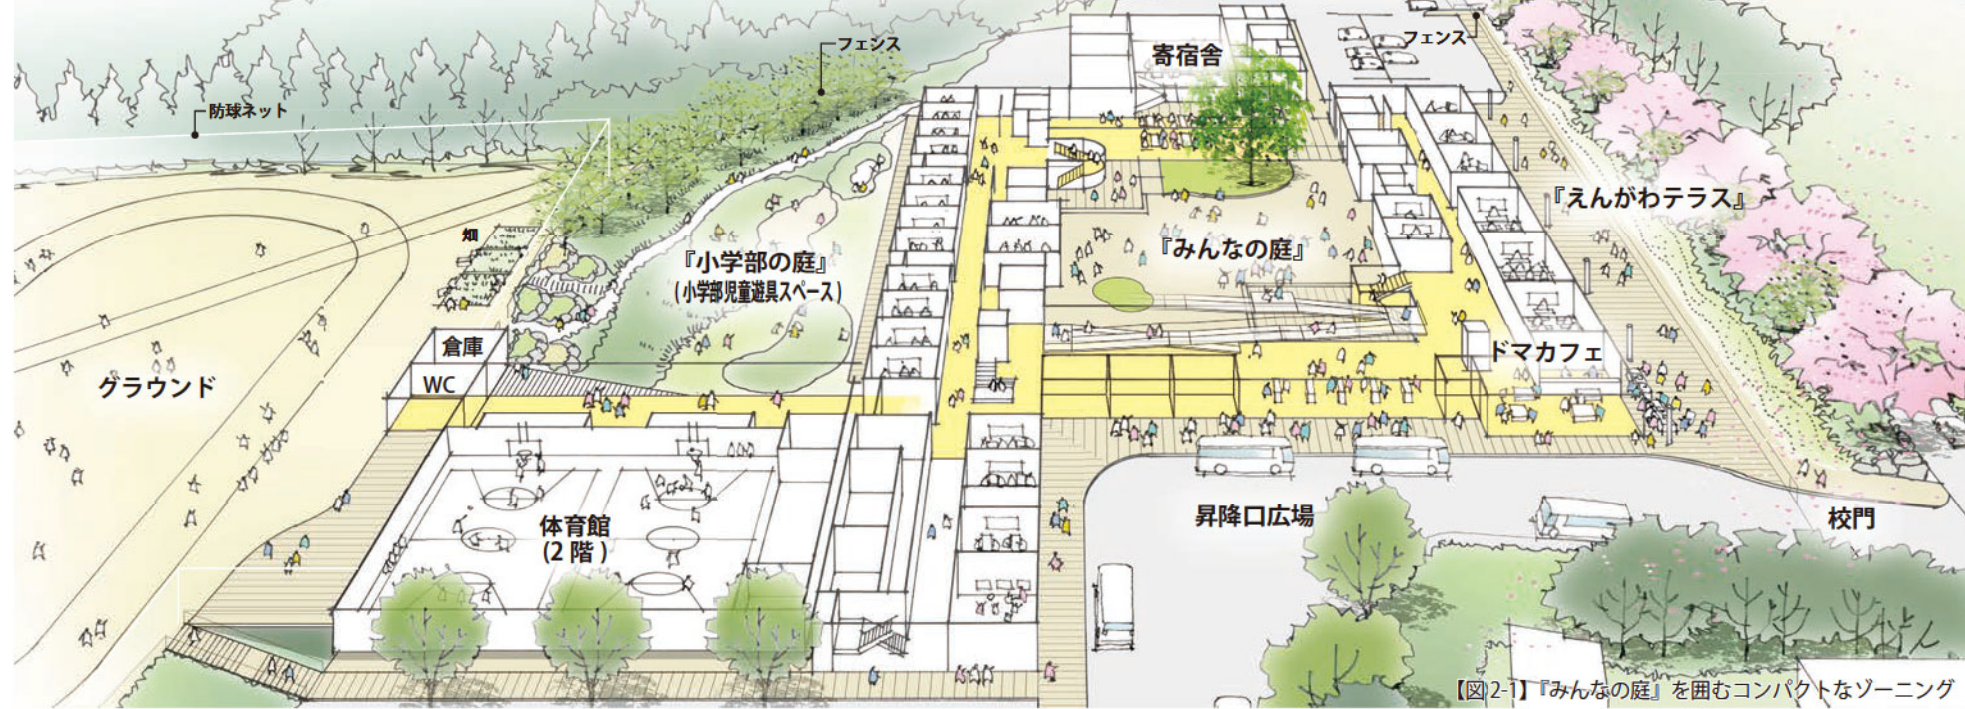 フェンス
寄宿舎
フェンス
防球ネット
『えんがわテラス』
畑
『小学部の庭』
(小学部児童遊具スペース)
『みんなの庭』
倉庫
ドマカフェ
WC
グラウンド
体育館
(2階)
昇降口広場
校門
【図2-1】『みんなの庭』を囲むコンパクトなゾーニング